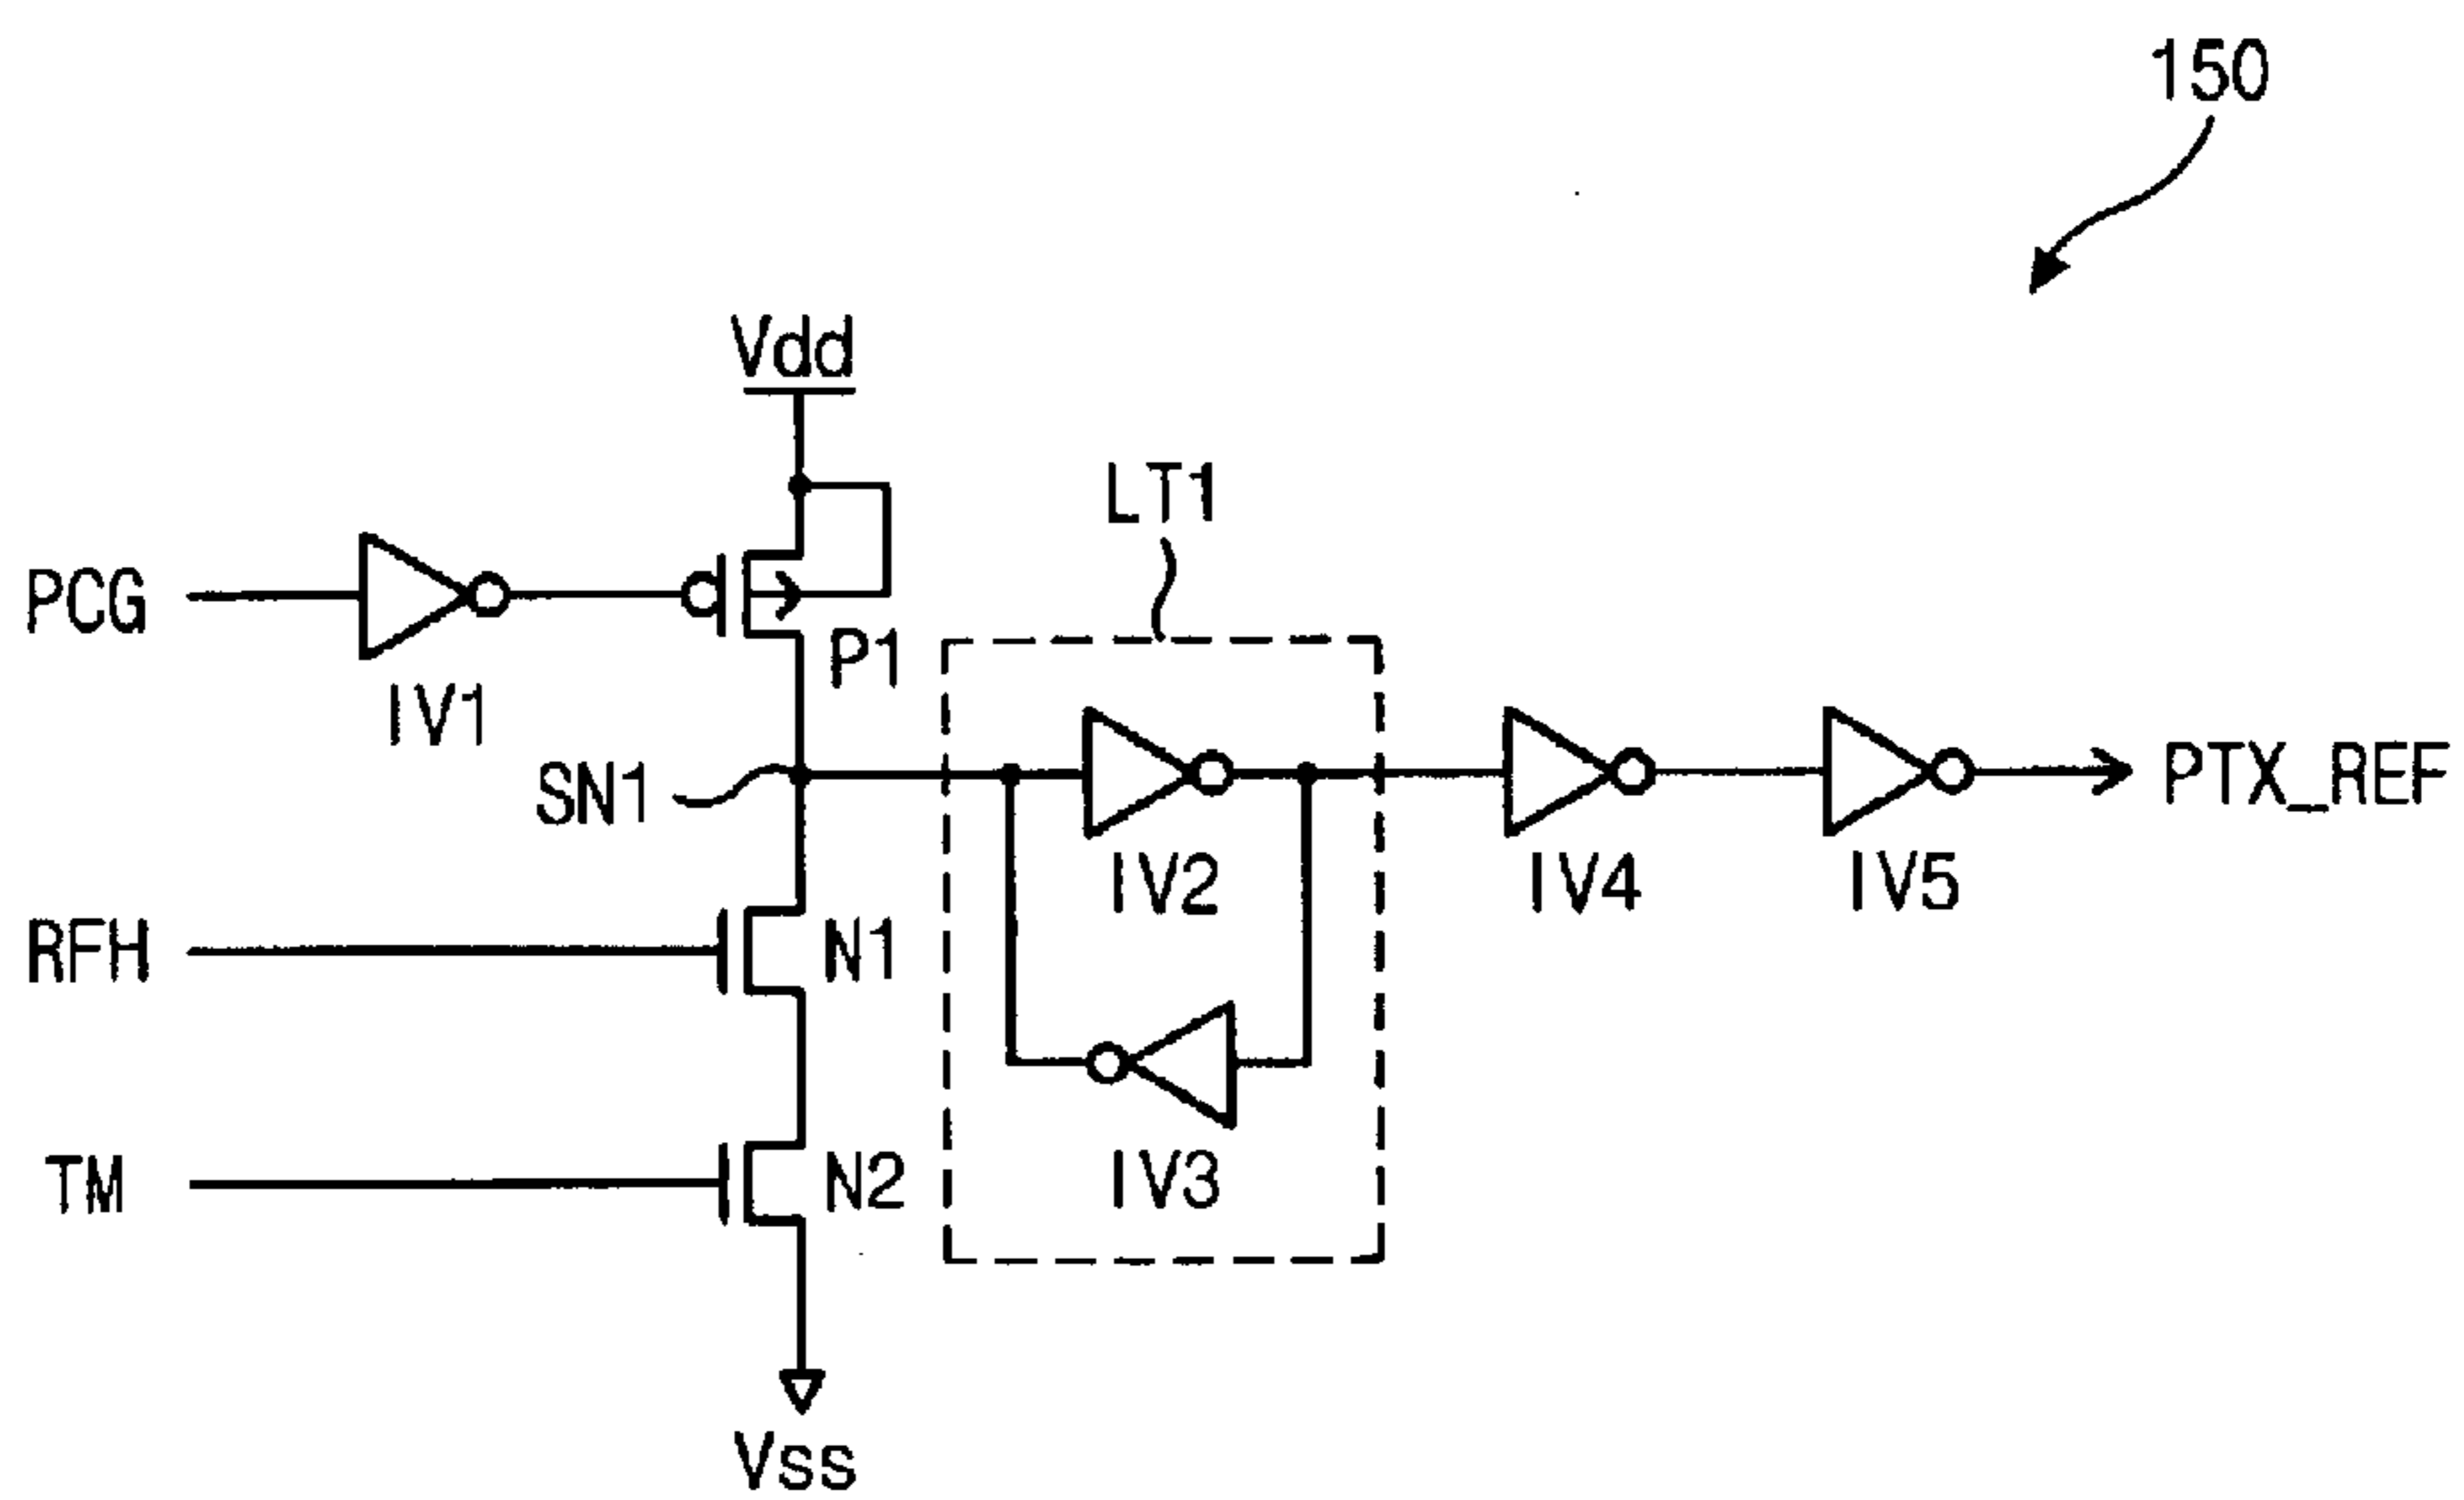 150
Vdd
LT1
PCG
P1
IV1
SN1
PTX_REF
IV2
IV4
IV5
RFH
N1
TM
N2
IV3
Vss